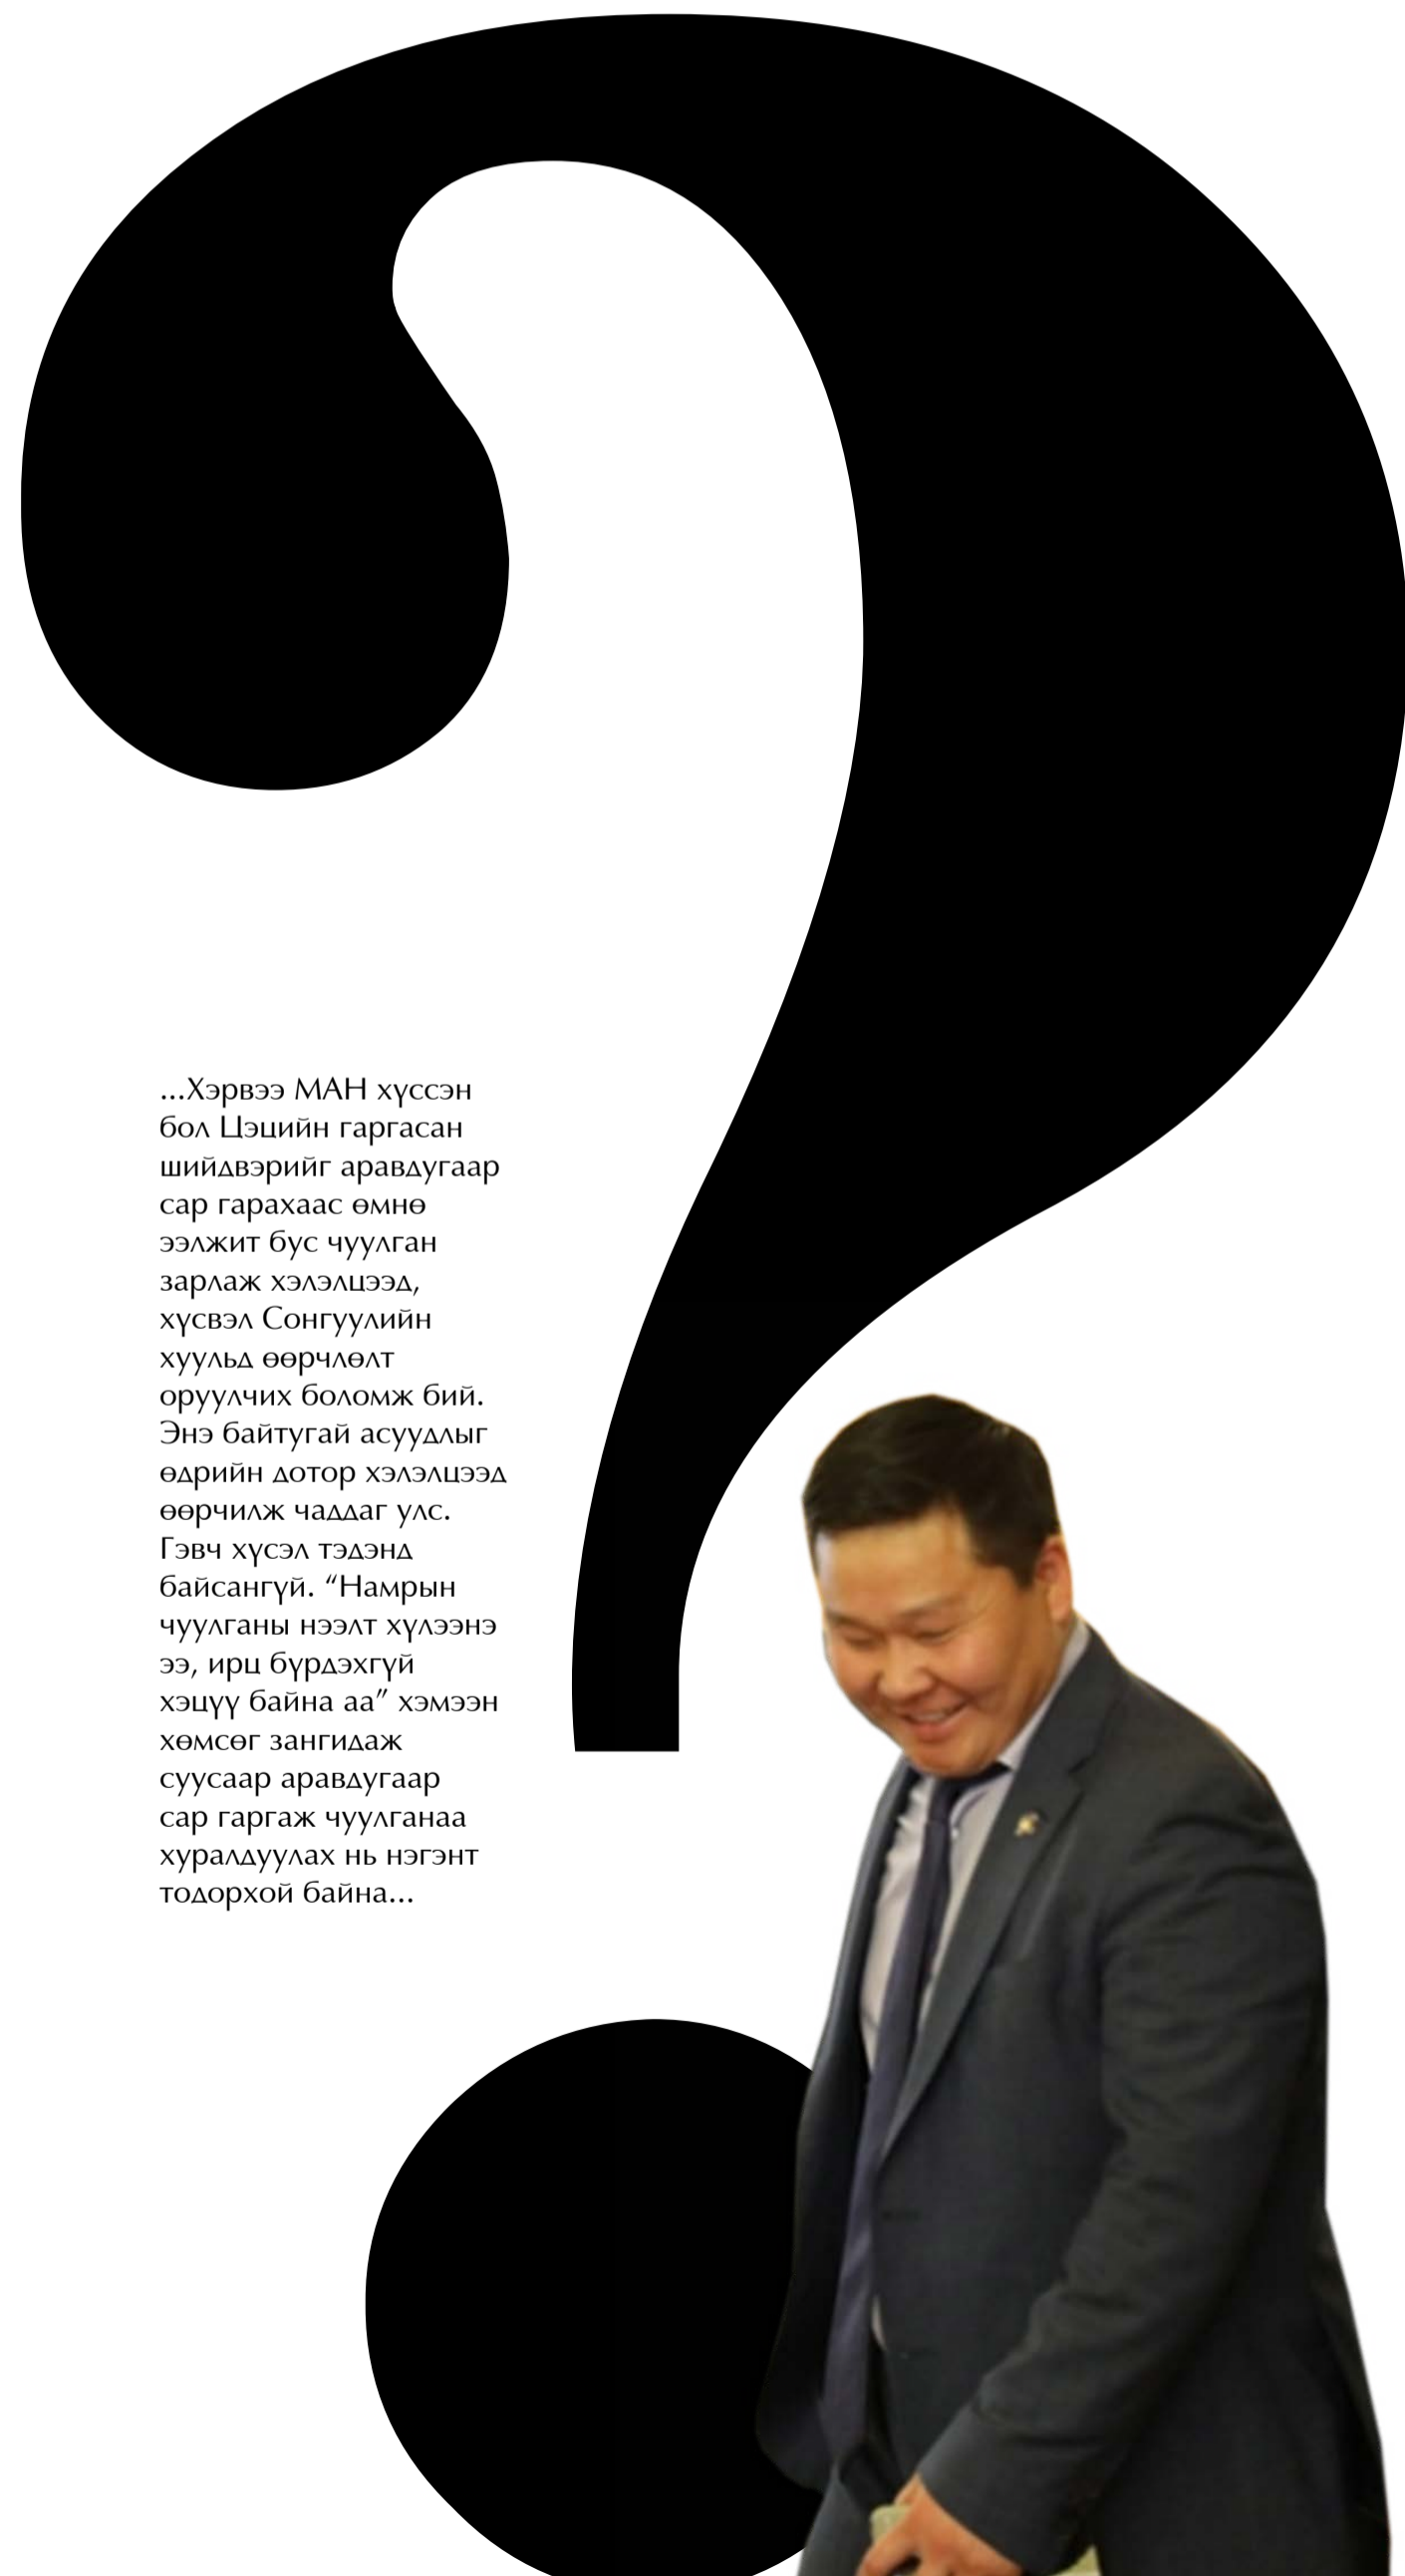 ...Хэрвээ МАН хүссэн
бол Цэцийн гаргасан
шийдвэрийг аравдугаар
сар гарахаас өмнө
ээлжит бус чуулган
зарлаж хэлэлцээд,
хүсвэл Сонгуулийн
хуульд өөрчлөлт
оруулчих боломж бий.
Энэ байтугай асуудлыг
өдрийн дотор хэлэлцээд
өөрчилж чаддаг улс.
Гэвч хүсэл тэдэнд
байсангүй. “Намрын
чуулганы нээлт хүлээнэ
ээ, ирц бүрдэхгүй
хэцүү байна аа” хэмээн
хөмсөг зангидаж
суусаар аравдугаар
сар гаргаж чуулганаа
хуралдуулах нь нэгэнт
тодорхой байна...
?